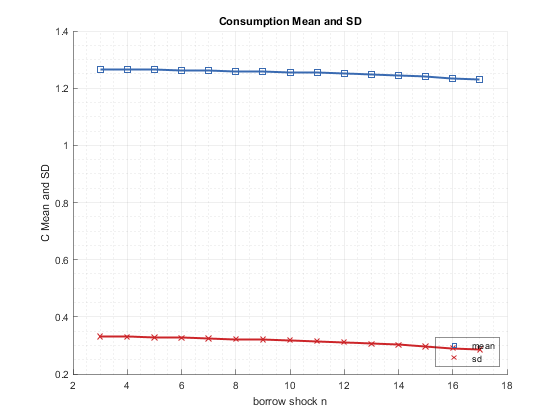 Consumption Mean and SD
1.4
1.2
1
0.8
0.6
0.4
0.2
C Mean and SD
2 4 6 8 10 12 14 16 18
borrow shock n
mean
sd